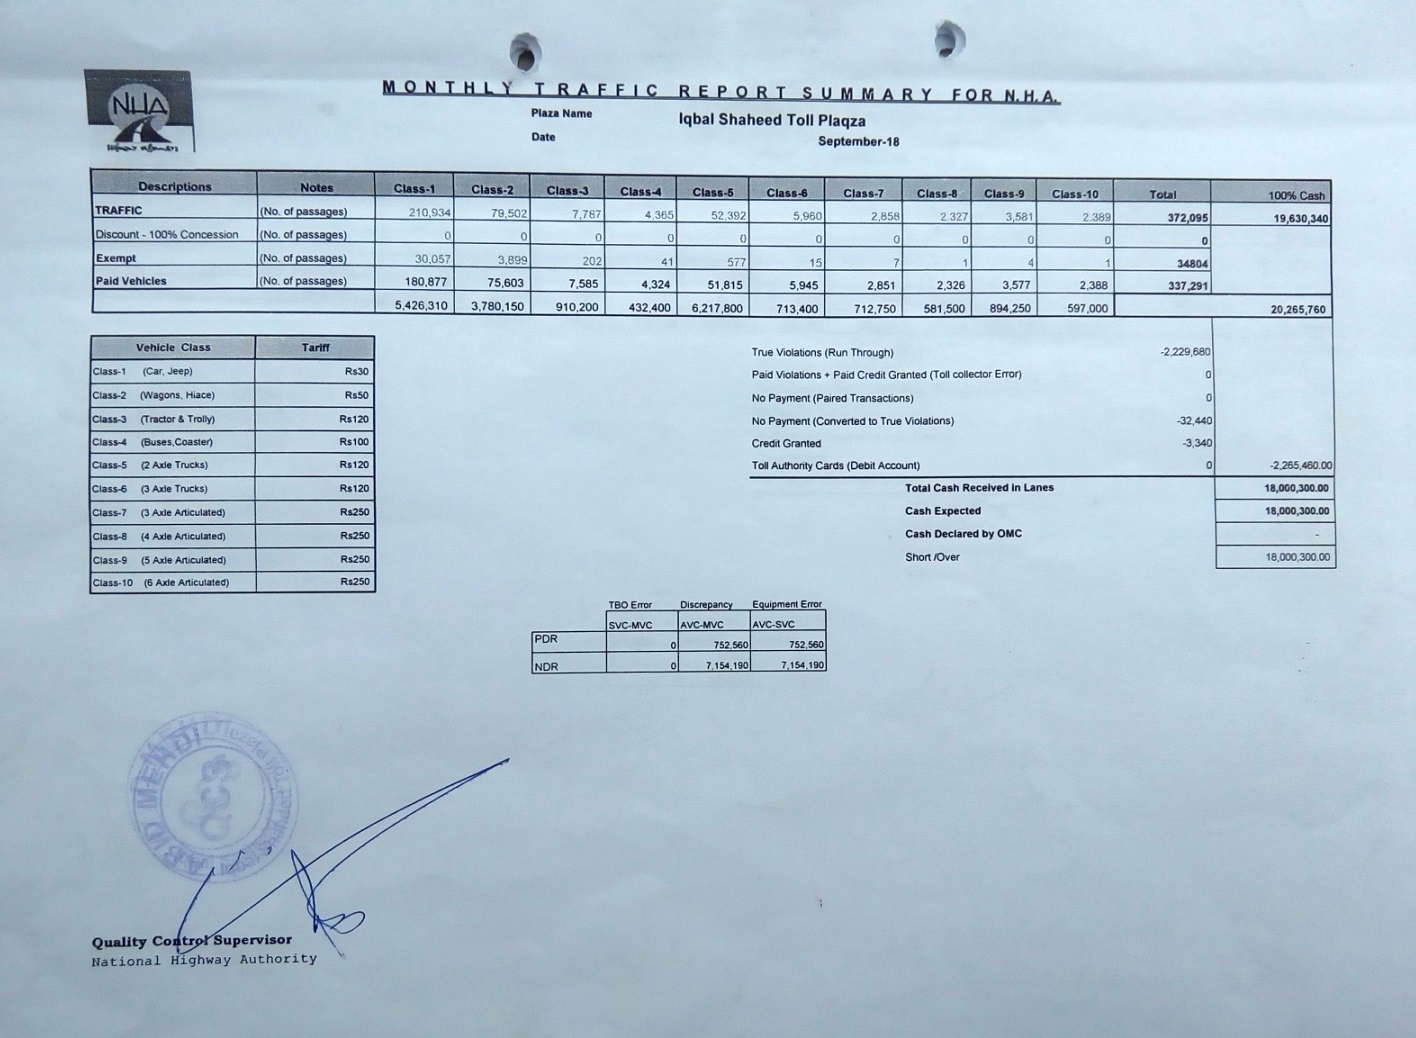 NHA
MONTHLY TRAFFIC REPORT SUMMARY FOR N.H.A.
Plaza Name Iqbal Shaheed Toll Plaqza
Date September-18
Descriptions Notes Class-1 Class-2 Class-3 Class-4 Class-5 Class-6 Class-7 Class-8 Class-9 Class-10 Total 100% Cash
TRAFFIC (No. of passages) 210,934 79,502 7,787 4,365 52,392 5,960 2,858 2,327 3,581 2,389 372,095 19,630,340
Discount - 100% Concession (No. of passages) 0 0 0 0 0 0 0 0 0 0 0
Exempt (No. of passages) 30,057 3,899 202 41 577 15 7 1 4 1 34804
Paid Vehicles (No. of passages) 180,877 75,603 7,585 4,324 51,815 5,945 2,851 2,326 3,577 2,388 337,291
5,426,310 3,780,150 910,200 432,400 6,217,800 713,400 712,750 581,500 894,250 597,000 20,265,760
Vehicle Class Tariff
Class-1 (Car, Jeep) Rs30
Class-2 (Wagons, Hiace) Rs50
Class-3 (Tractor & Trolly) Rs120
Class-4 (Buses,Coaster) Rs100
Class-5 (2 Axle Trucks) Rs120
Class-6 (3 Axle Trucks) Rs120
Class-7 (3 Axle Articulated) Rs250
Class-8 (4 Axle Articulated) Rs250
Class-9 (5 Axle Articulated) Rs250
Class-10 (6 Axle Articulated) Rs250
True Violations (Run Through) -2,229,680
Paid Violations + Paid Credit Granted (Toll collector Error) 0
No Payment (Paired Transactions) 0
No Payment (Converted to True Violations) -32,440
Credit Granted -3,340
Toll Authority Cards (Debit Account) 0 -2,265,460.00
Total Cash Received in Lanes 18,000,300.00
Cash Expected 18,000,300.00
Cash Declared by OMC -
Short /Over 18,000,300.00
TBO Error Discrepancy Equipment Error
SVC-MVC AVC-MVC AVC-SVC
PDR 0 752,560 752,560
NDR 0 7,154,190 7,154,190
ABID MEHDI
Quality Control Supervisor
National Highway Authority